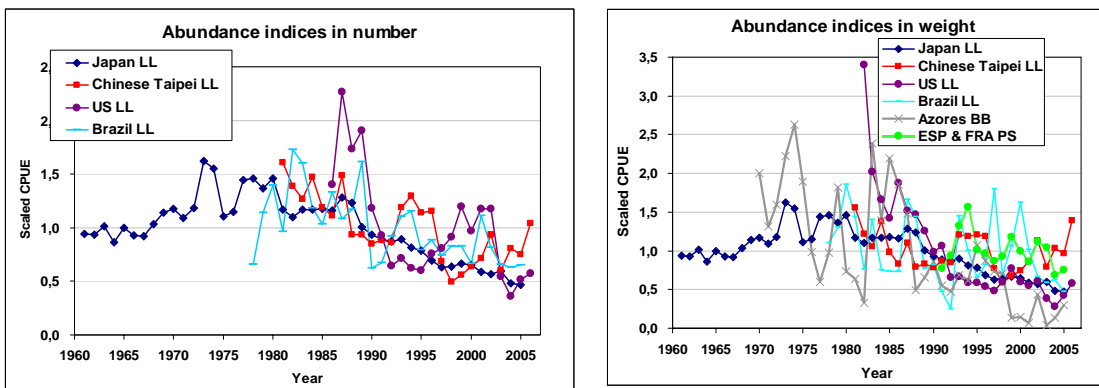 Abundance indices in number
Japan LL
Chinese Taipei LL
US LL
Brazil LL
Scaled CPUE
2,
2,
1,5
1,0
0,5
0,0
1960 1965 1970 1975 1980 1985 1990 1995 2000 2005
Year
Abundance indices in weight
Japan LL
Chinese Taipei LL
US LL
Brazil LL
Azores BB
ESP & FRA PS
Scaled CPUE
3,5
3,0
2,5
2,0
1,5
1,0
0,5
0,0
1960 1965 1970 1975 1980 1985 1990 1995 2000 2005
Year